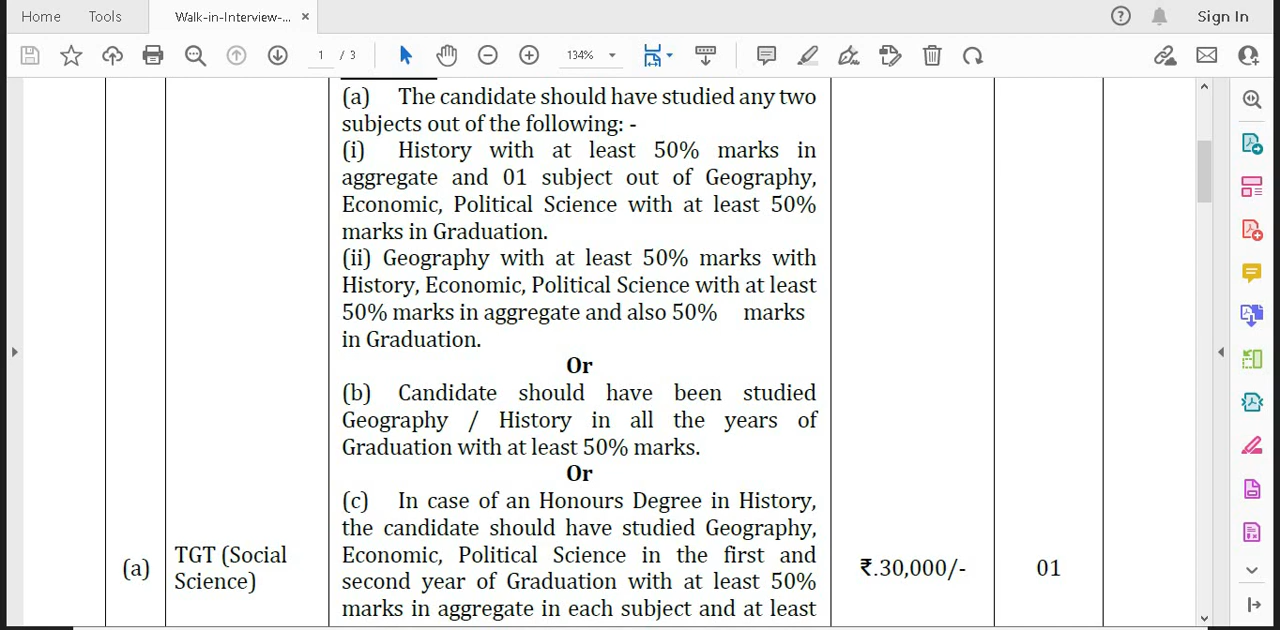 Home Tools Walk-in-Interview-... × Sign In
1 / 3 134%
(a) The candidate should have studied any two
subjects out of the following: -
(i) History with at least 50% marks in
aggregate and 01 subject out of Geography,
Economic, Political Science with at least 50%
marks in Graduation.
(ii) Geography with at least 50% marks with
History, Economic, Political Science with at least
50% marks in aggregate and also 50% marks
in Graduation.
Or
(b) Candidate should have been studied
Geography / History in all the years of
Graduation with at least 50% marks.
Or
(c) In case of an Honours Degree in History,
the candidate should have studied Geography,
Economic, Political Science in the first and
second year of Graduation with at least 50%
marks in aggregate in each subject and at least
(a) TGT (Social
Science)
₹.30,000/-
01